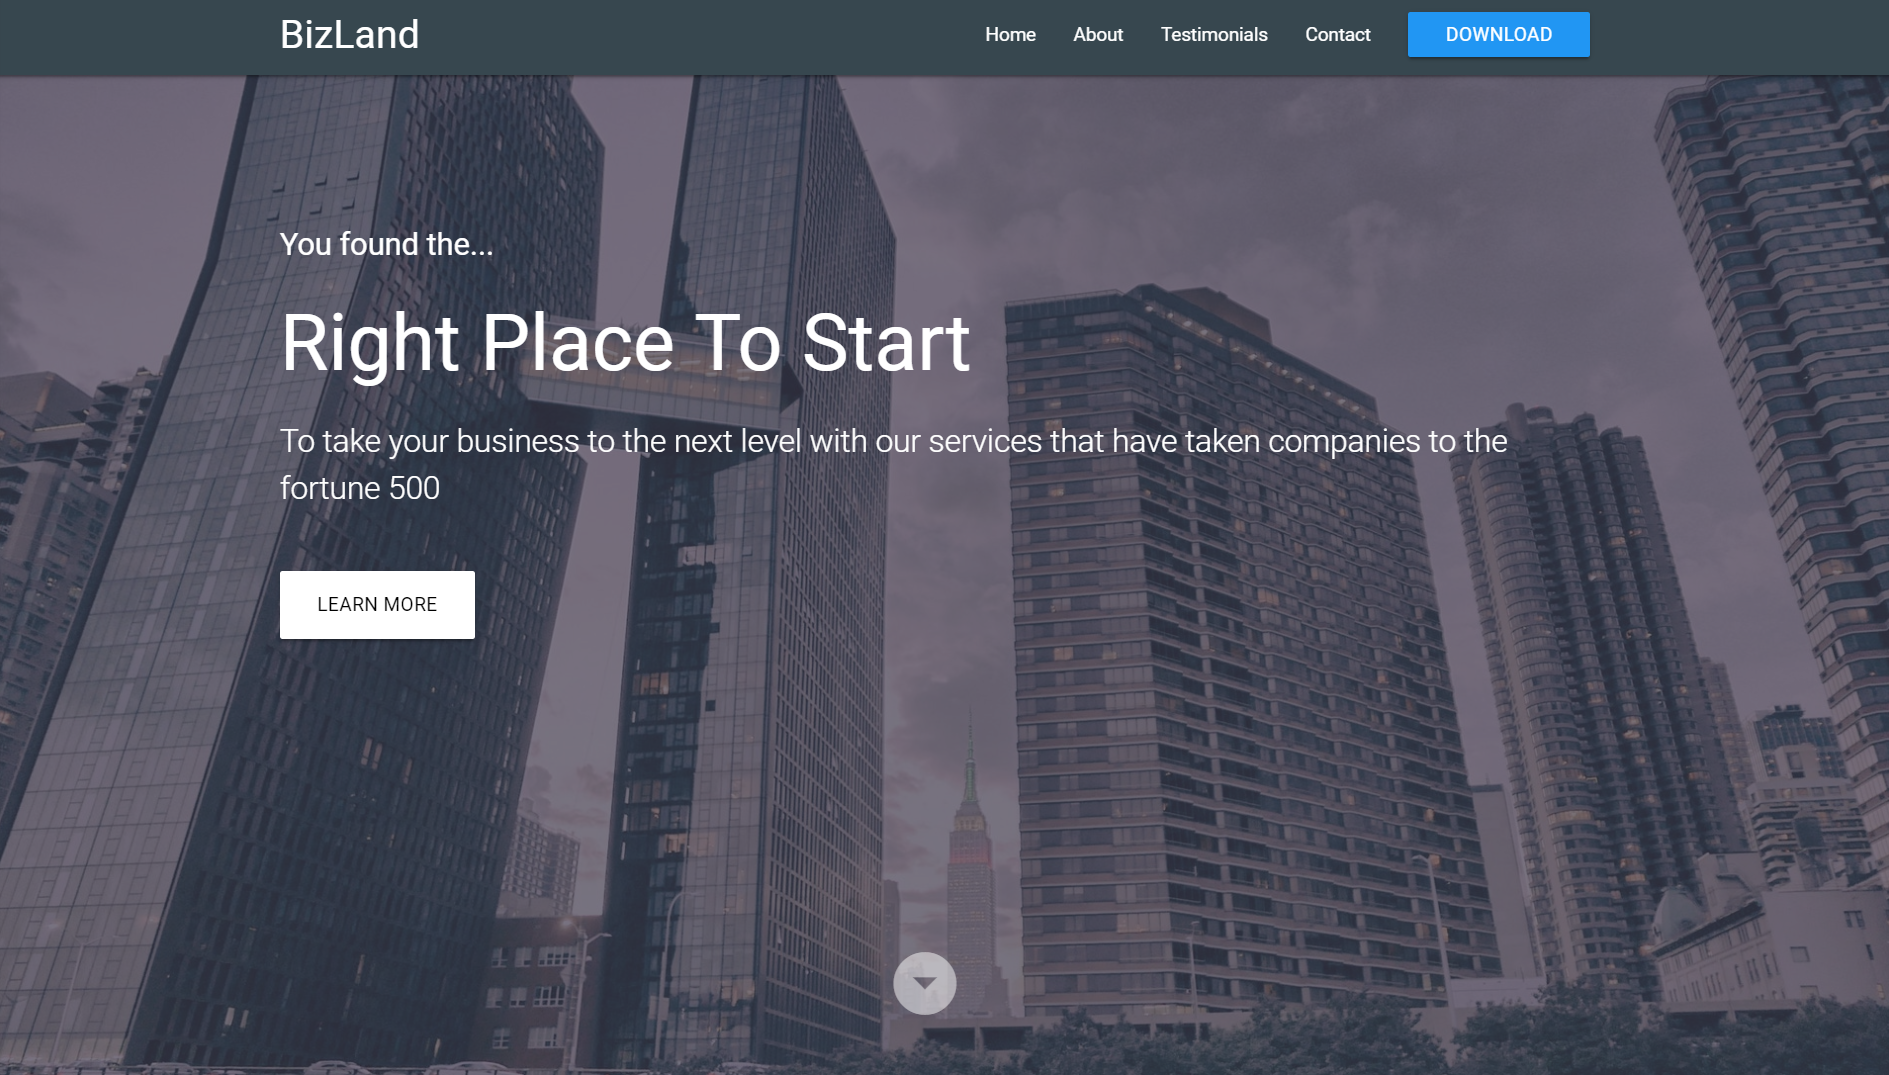 BizLand
Home About Testimonials Contact DOWNLOAD
You found the...
Right Place To Start
To take your business to the next level with our services that have taken companies to the
fortune 500
LEARN MORE